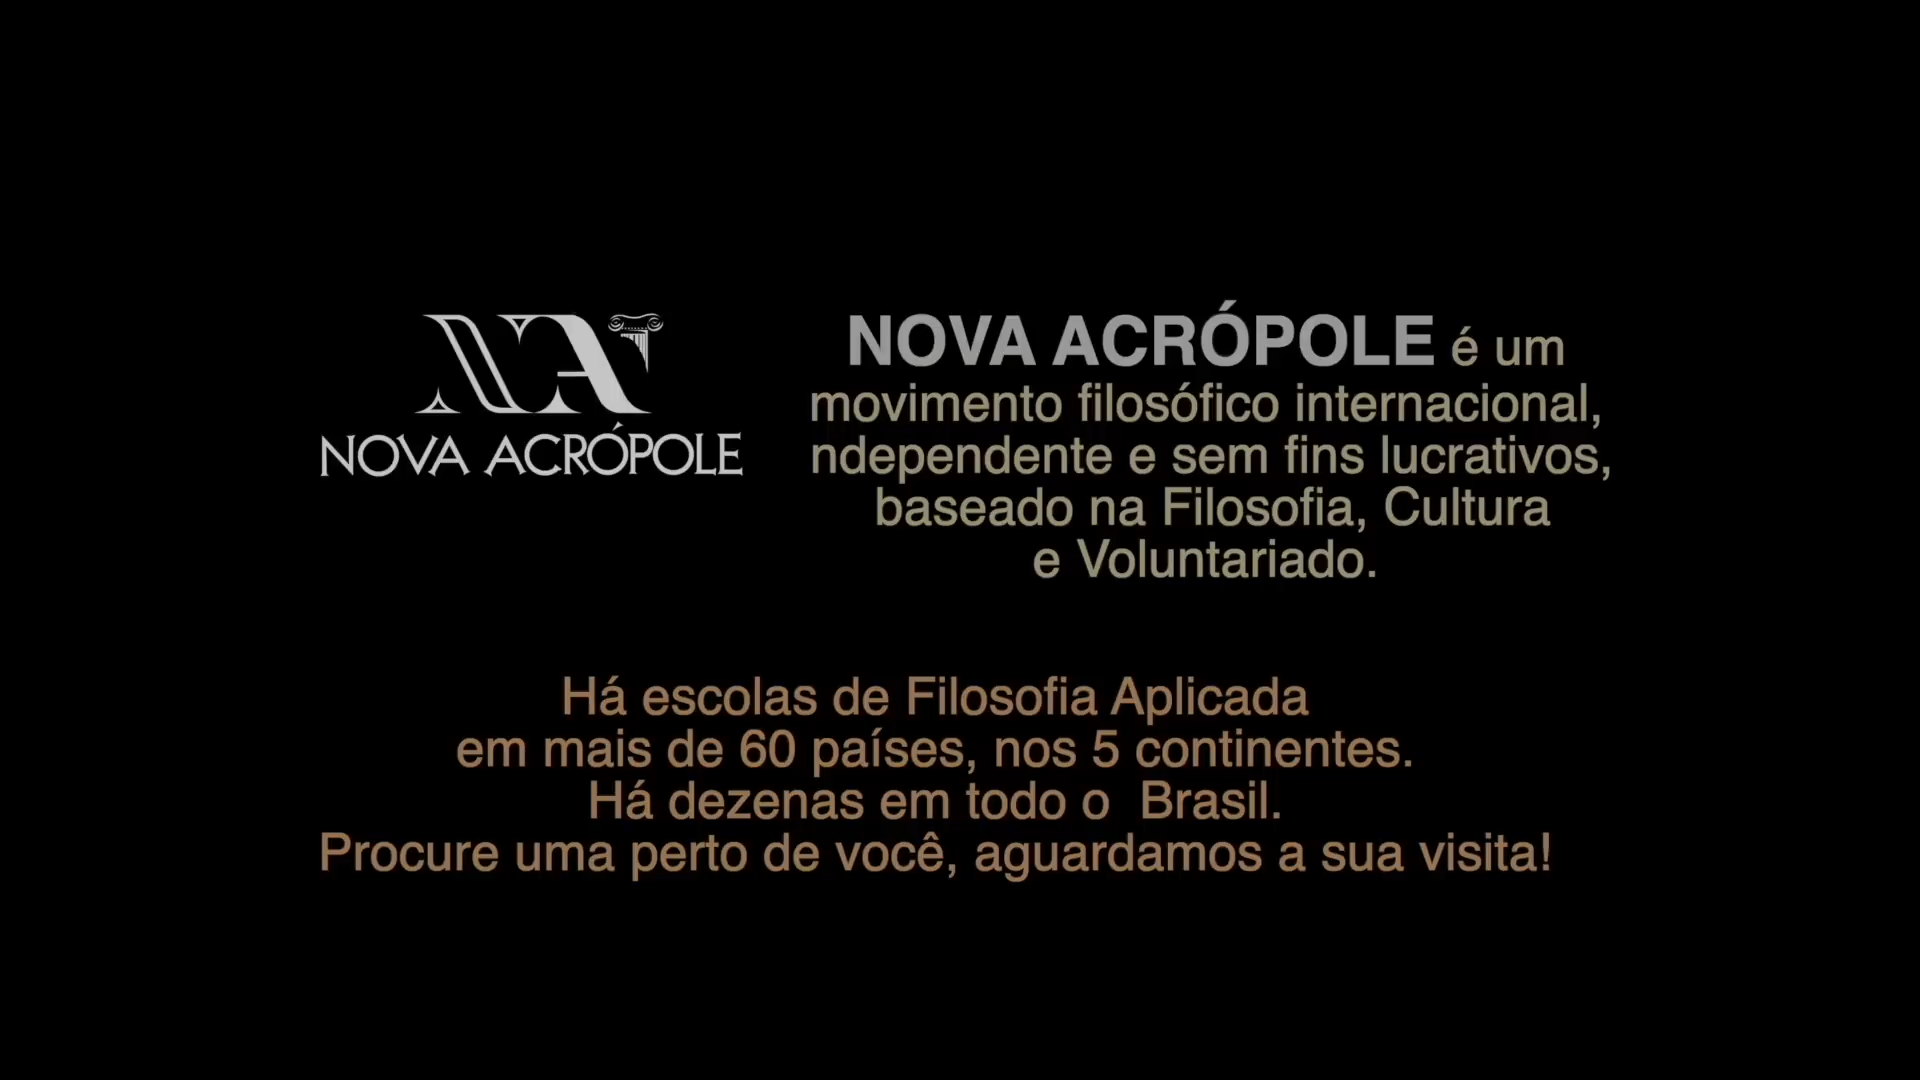 NOVA ACRÓPOLE
NOVA ACRÓPOLE é um
movimento filosófico internacional,
ndependente e sem fins lucrativos,
baseado na Filosofia, Cultura
e Voluntariado.
Há escolas de Filosofia Aplicada
em mais de 60 países, nos 5 continentes.
Há dezenas em todo o  Brasil.
Procure uma perto de você, aguardamos a sua visita!